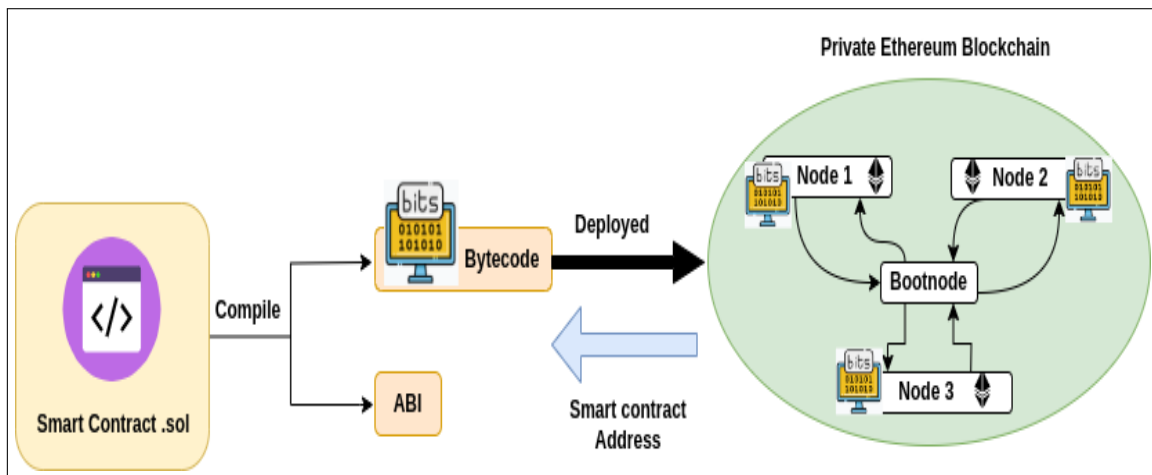 Private Ethereum Blockchain
bits
010101
101010
Node 1
Node 2
bits
010101
101010
bits
010101
101010
Bytecode
Deployed
Bootnode
Compile
</>
Smart Contract .sol
ABI
Smart contract
Address
bits
010101
101010
Node 3